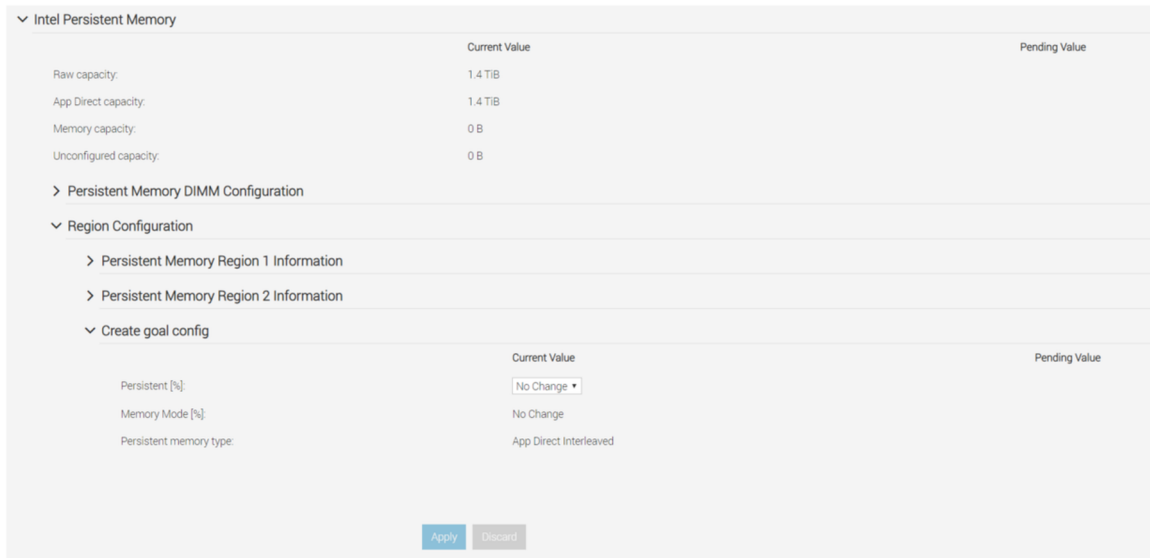 Intel Persistent Memory
Current Value Pending Value
Raw capacity: 1.4 TiB
App Direct capacity: 1.4 TiB
Memory capacity: 0 B
Unconfigured capacity: 0 B
Persistent Memory DIMM Configuration
Region Configuration
Persistent Memory Region 1 Information
Persistent Memory Region 2 Information
Create goal config
Current Value Pending Value
Persistent [%]: No Change
Memory Mode [%]: No Change
Persistent memory type: App Direct Interleaved
Apply Discard